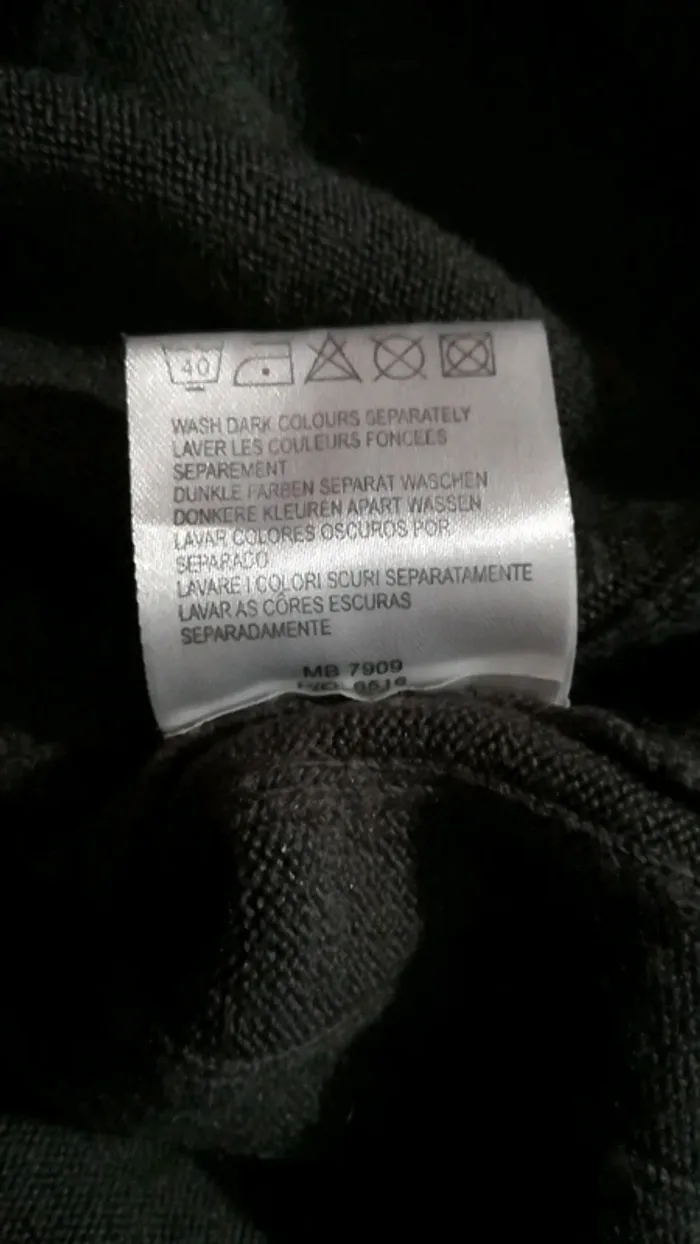 40
WASH DARK COLOURS SEPARATELY
LAVER LES COULEURS FONCEES
SEPAREMENT
DUNKLE FARBEN SEPARAT WASCHEN
DONKERE KLEUREN APART WASSEN
LAVAR COLORES OSCUROS POR
SEPARADO
LAVARE I COLORI SCURI SEPARATAMENTE
LAVAR AS CÔRES ESCURAS
SEPARADAMENTE
MB 7909